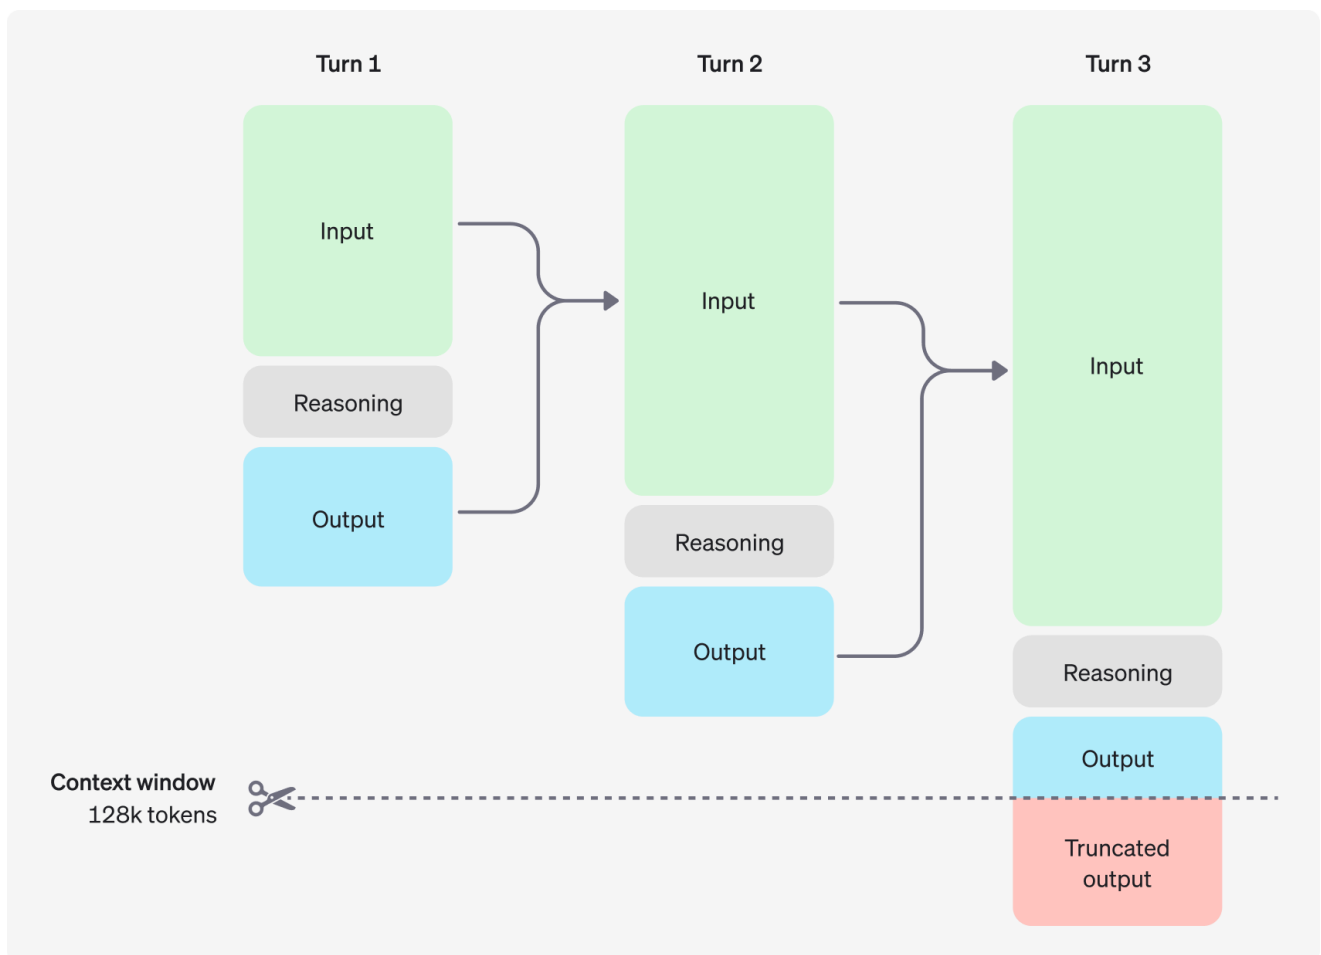 Turn 1
Turn 2
Turn 3
Input
Reasoning
Output
Input
Reasoning
Output
Input
Reasoning
Output
Truncated
output
Context window
128k tokens